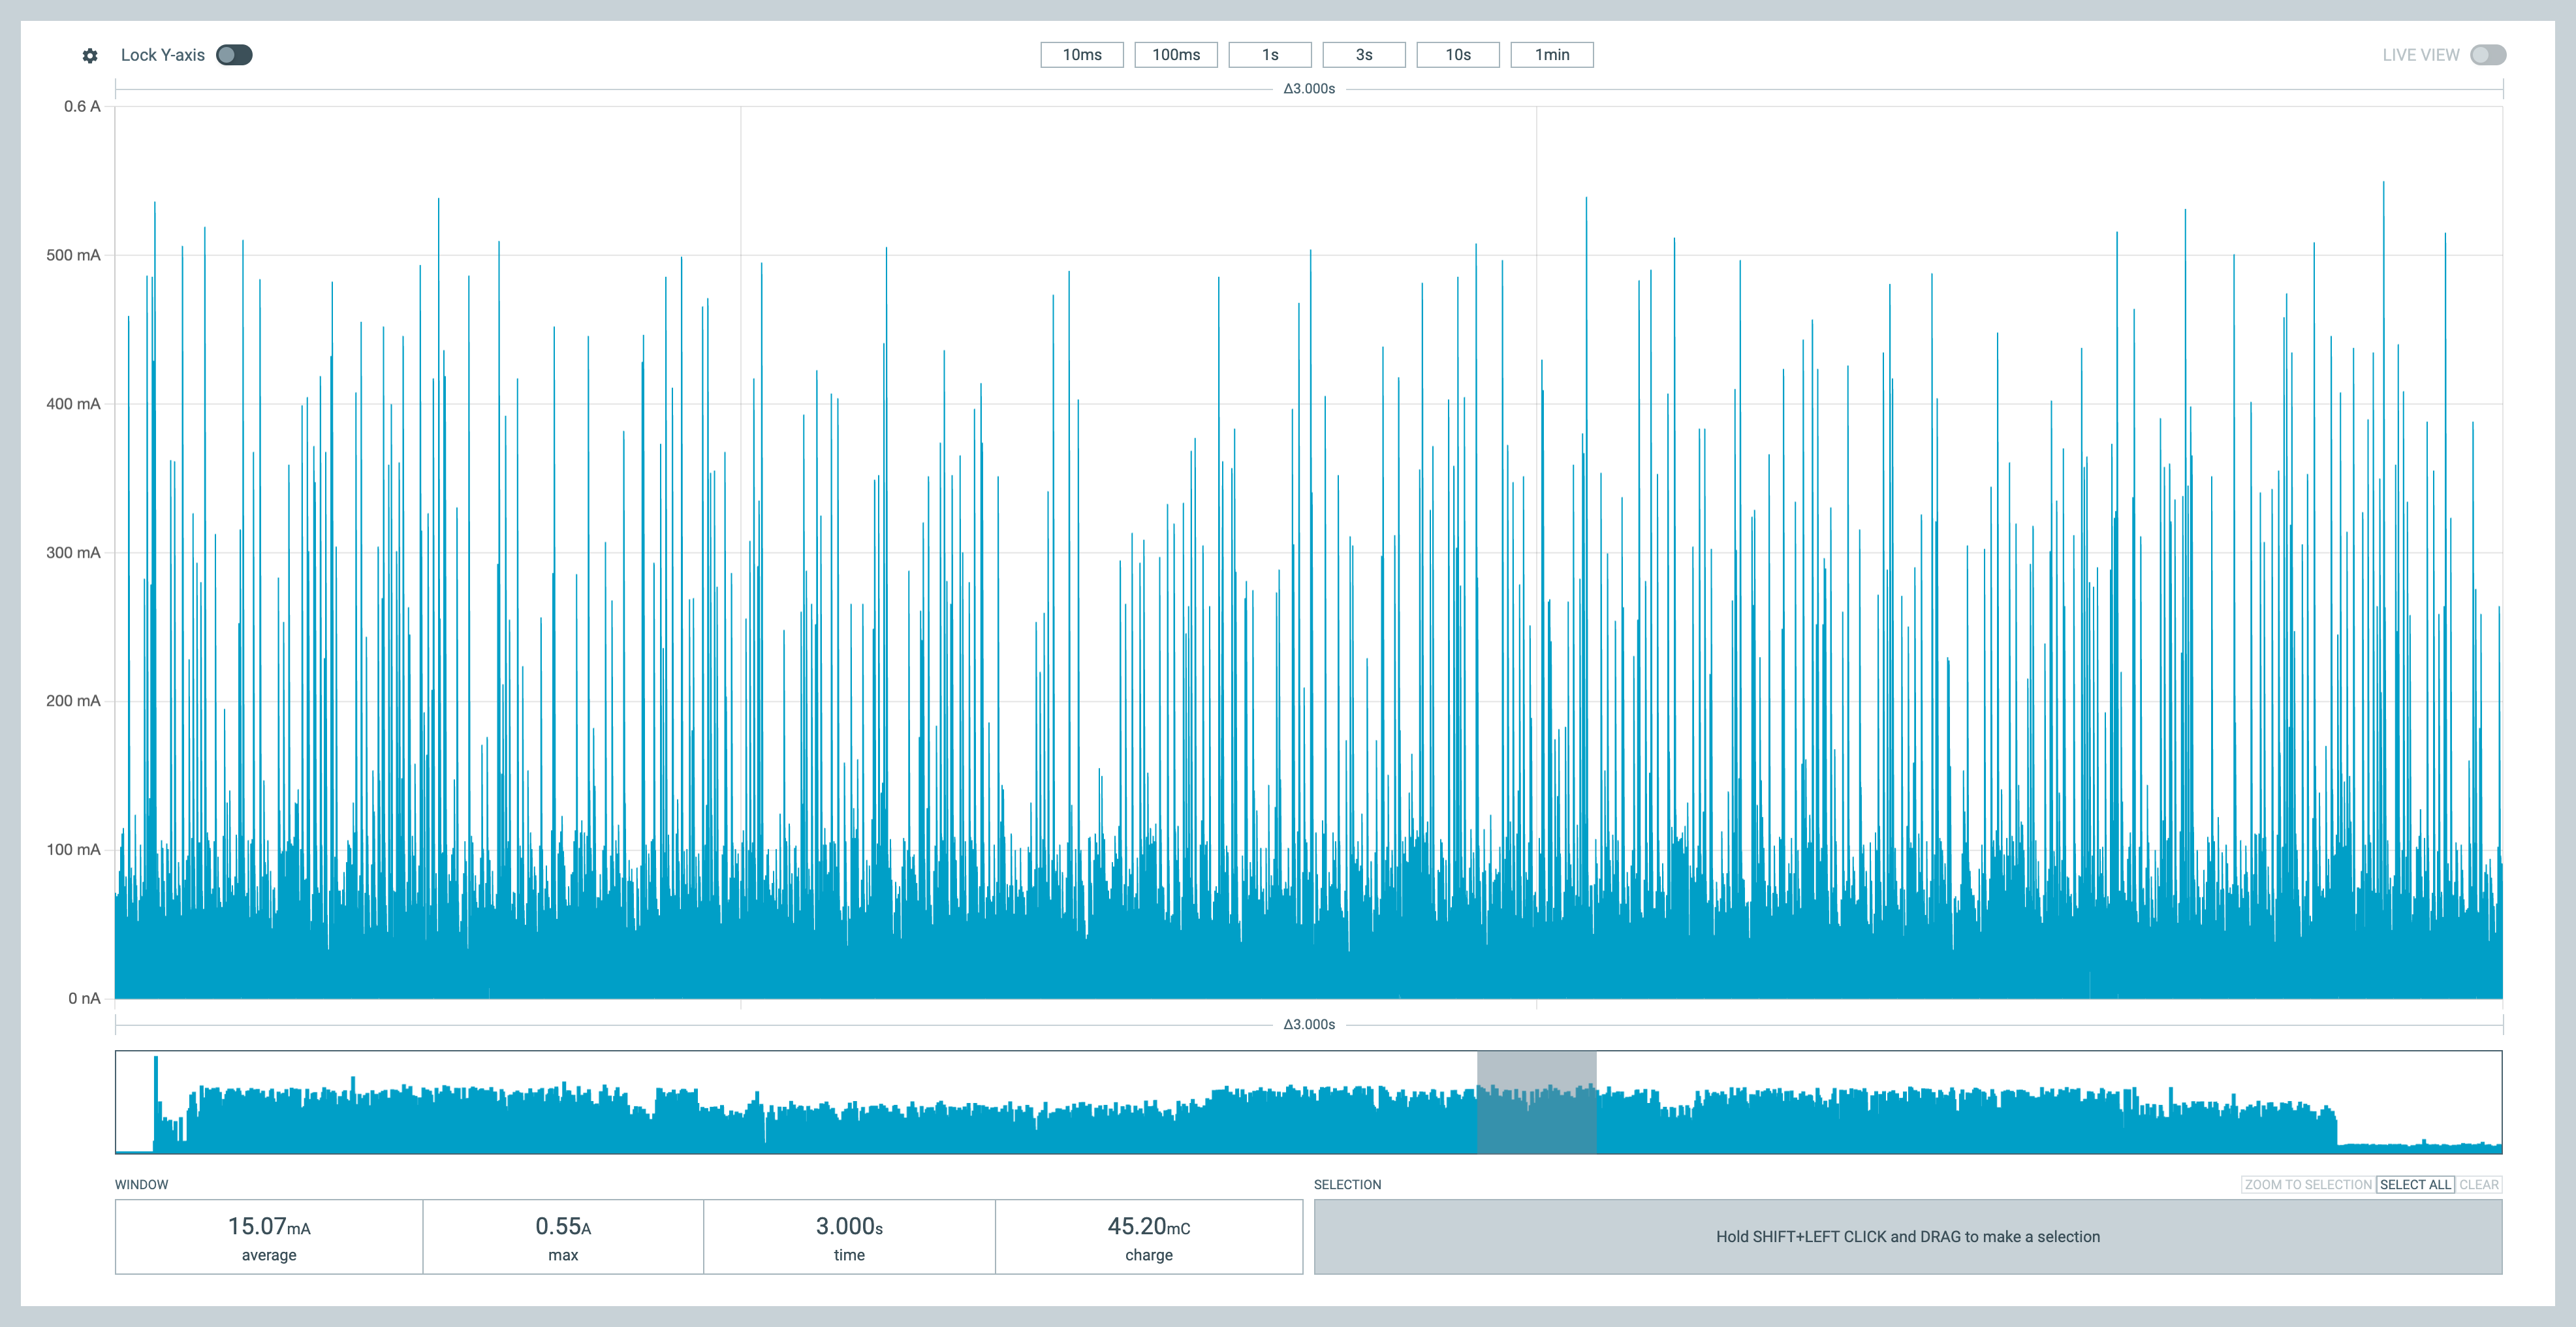 Lock Y-axis 10ms 100ms 1s 3s 10s 1min LIVE VIEW
Δ3.000s
0.6 A
500 mA
400 mA
300 mA
200 mA
100 mA
0 nA
Δ3.000s
WINDOW SELECTION ZOOM TO SELECTION SELECT ALL CLEAR
15.07mA 0.55A 3.000s 45.20mC
average max time charge
Hold SHIFT+LEFT CLICK and DRAG to make a selection